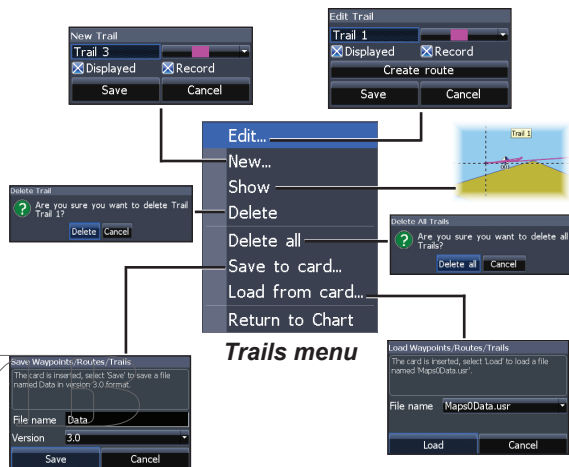 New Trail
Trail 3
Displayed
Record
Save
Cancel
Edit Trail
Trail 1
Displayed
Record
Create route
Save
Cancel
Edit...
New...
Show
Delete
Delete all
Save to card...
Load from card...
Return to Chart
Trails menu
Trail 1
001
Delete Trail
Are you sure you want to delete Trail
Trail 1?
Delete
Cancel
Delete All Trails
Are you sure you want to delete all
Trails?
Delete all
Cancel
Save Waypoints/Routes/Trails
The card is inserted, select 'Save' to save a file
named Data in version 3.0 format.
File name
Data
Version
3.0
Save
Cancel
Load Waypoints/Routes/Trails
The card is inserted, select 'Load' to load a file
named 'Maps0Data.usr'.
File name
Maps0Data.usr
Load
Cancel